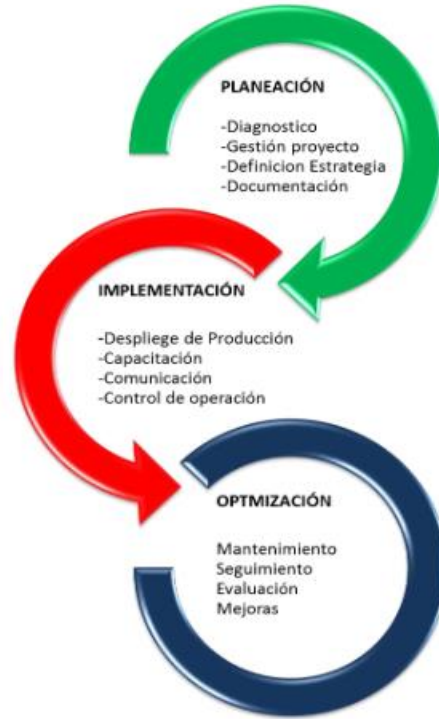 PLANEACIÓN
-Diagnostico
-Gestión proyecto
-Definicion Estrategia
-Documentación
IMPLEMENTACIÓN
-Despliege de Producción
-Capacitación
-Comunicación
-Control de operación
OPTMIZACIÓN
Mantenimiento
Seguimiento
Evaluación
Mejoras